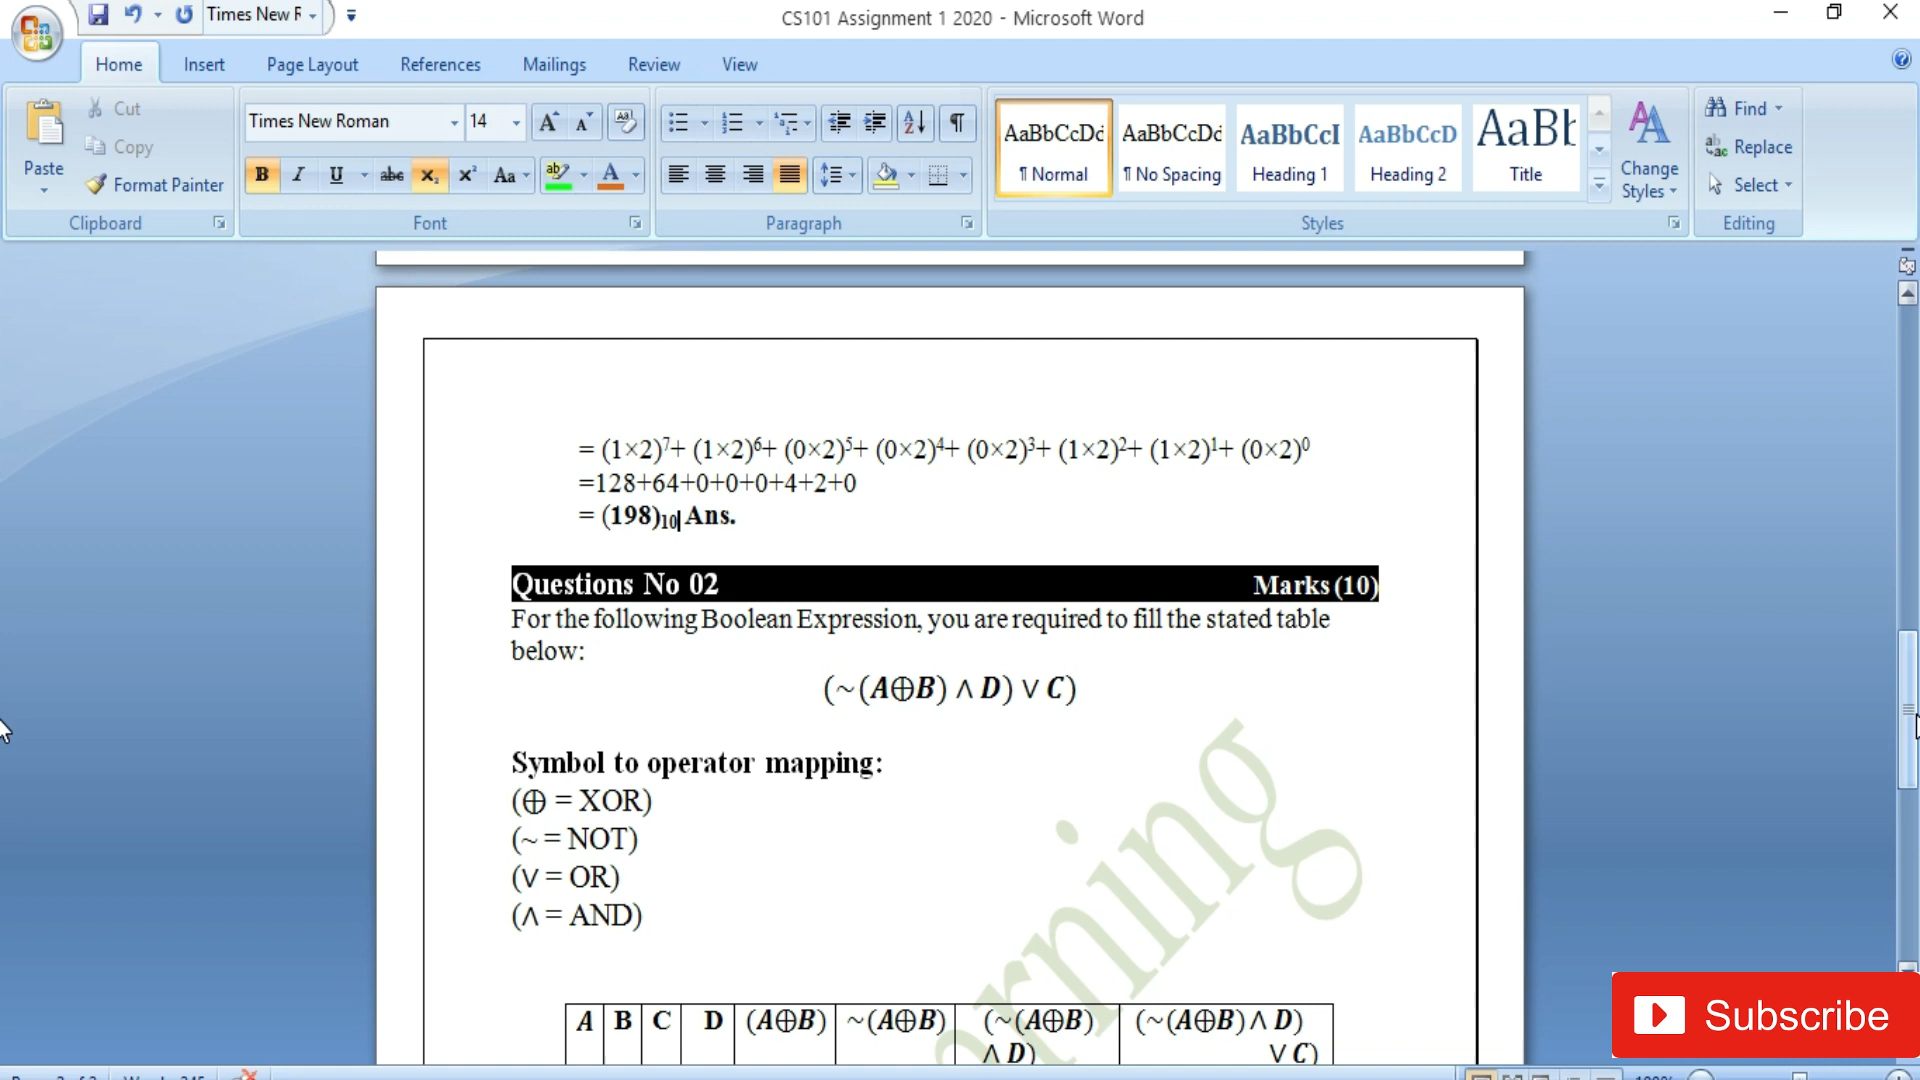 Times New F
CS101 Assignment 1 2020 - Microsoft Word
Home Insert Page Layout References Mailings Review View
Paste
Cut
Copy
Format Painter
Clipboard
Times New Roman 14
Font
Paragraph
AaBbCcDd AaBbCcDd AaBbCcI AaBbCcD AaBb
¶ Normal ¶ No Spacing Heading 1 Heading 2 Title
Change Styles
Styles
Find
Replace
Select
Editing
= (1×2)⁷+ (1×2)⁶+ (0×2)⁵+ (0×2)⁴+ (0×2)³+ (1×2)²+ (1×2)¹+ (0×2)⁰
=128+64+0+0+0+4+2+0
= (198)₁₀ Ans.
Questions No 02 Marks (10)
For the following Boolean Expression, you are required to fill the stated table
below:
(~(A⊕B) ∧ D) ∨ C)
Symbol to operator mapping:
(⊕ = XOR)
(~ = NOT)
(∨ = OR)
(∧ = AND)
A B C D (A⊕B) ~(A⊕B) (~(A⊕B) (~(A⊕B)∧ D)
∧ D) ∨ C)
Subscribe